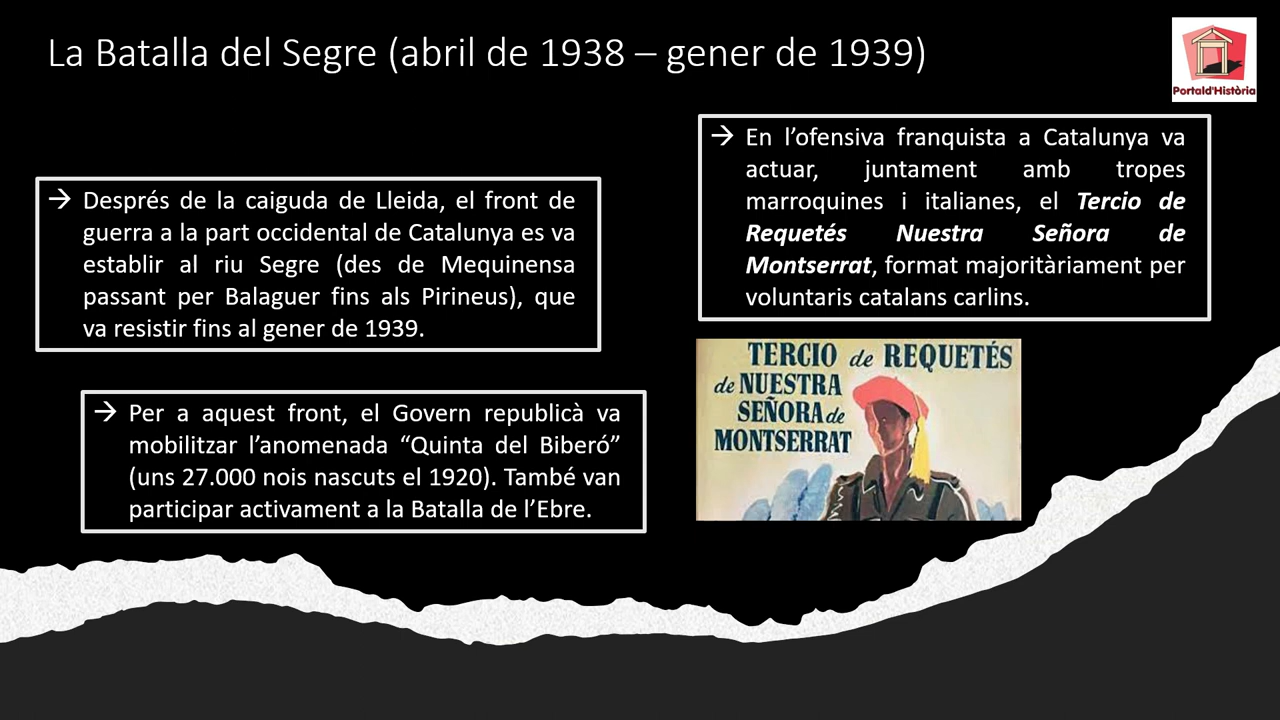 La Batalla del Segre (abril de 1938 – gener de 1939)
Portald'Història
→ Després de la caiguda de Lleida, el front de
guerra a la part occidental de Catalunya es va
establir al riu Segre (des de Mequinensa
passant per Balaguer fins als Pirineus), que
va resistir fins al gener de 1939.
→ Per a aquest front, el Govern republicà va
mobilitzar l’anomenada “Quinta del Biberó”
(uns 27.000 nois nascuts el 1920). També van
participar activament a la Batalla de l’Ebre.
→ En l’ofensiva franquista a Catalunya va
actuar, juntament amb tropes
marroquines i italianes, el Tercio de
Requetés Nuestra Señora de
Montserrat, format majoritàriament per
voluntaris catalans carlins.
TERCIO de REQUETÉS
de NUESTRA
SEÑORA de
MONTSERRAT